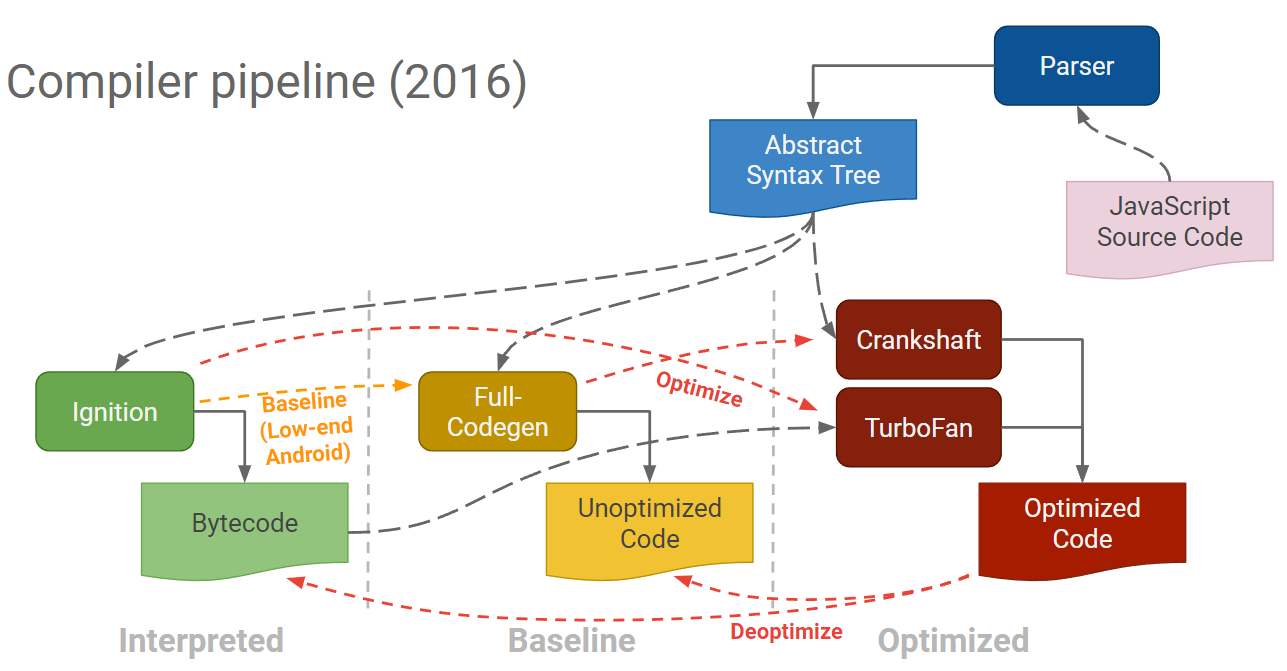 Compiler pipeline (2016)
Parser
Abstract
Syntax Tree
JavaScript
Source Code
Crankshaft
Optimize
Ignition
Baseline
(Low-end
Android)
Full-
Codegen
TurboFan
Bytecode
Unoptimized
Code
Optimized
Code
Interpreted
Baseline
Deoptimize
Optimized